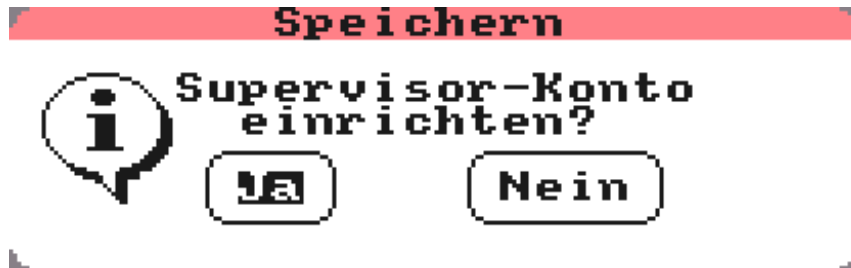 Speichern
Supervisor-Konto
einrichten?
Ja Nein